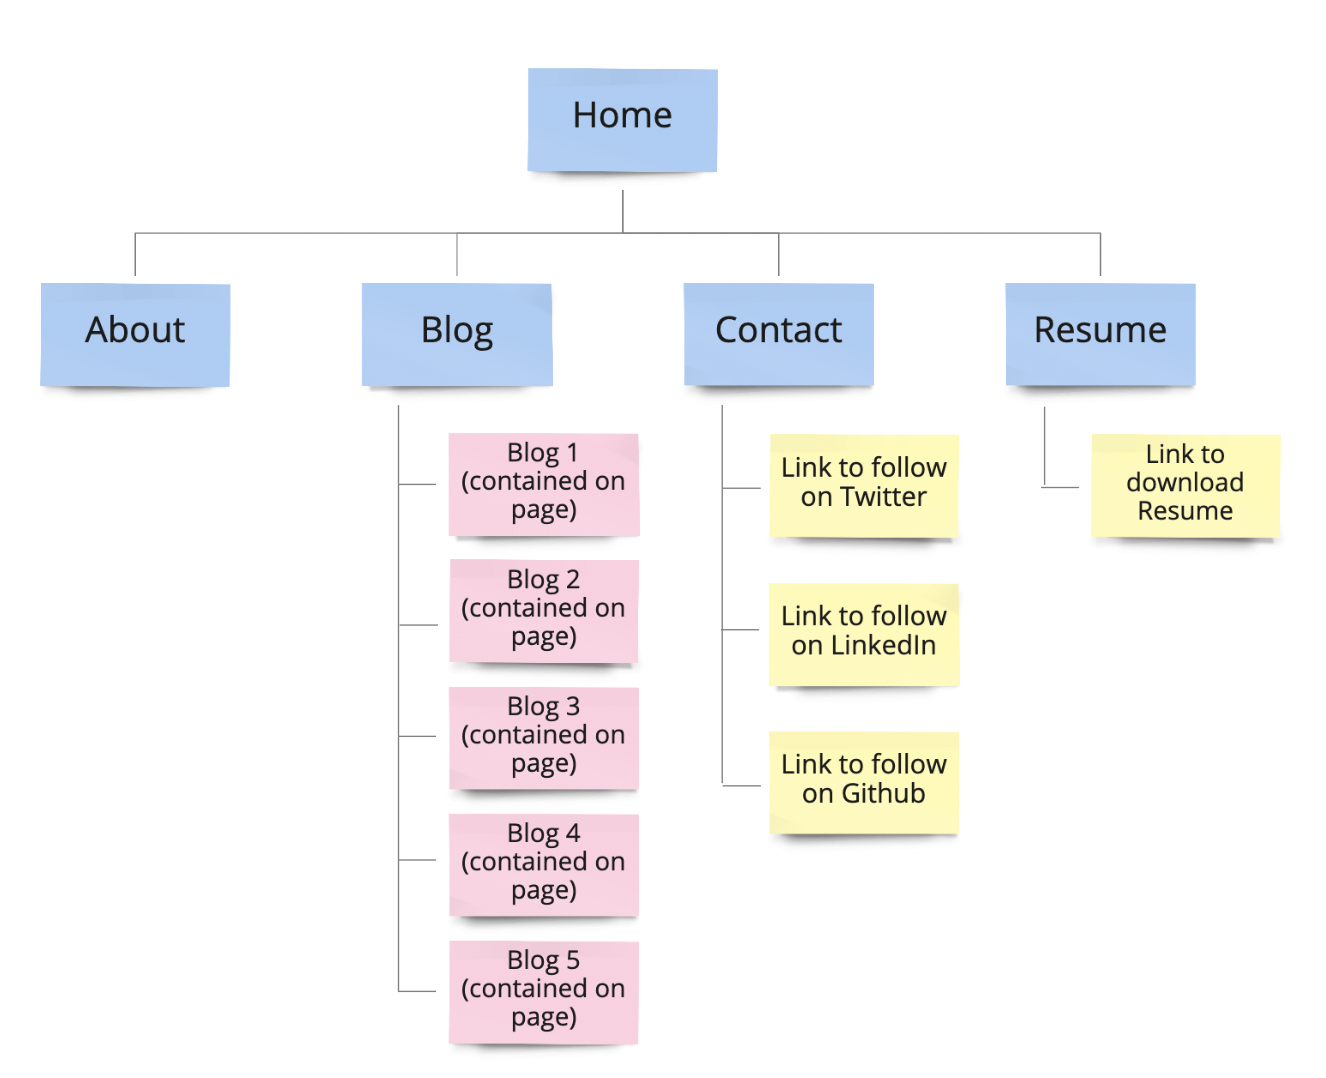 Home
About
Blog
Contact
Resume
Blog 1
(contained on
page)
Blog 2
(contained on
page)
Blog 3
(contained on
page)
Blog 4
(contained on
page)
Blog 5
(contained on
page)
Link to follow
on Twitter
Link to follow
on LinkedIn
Link to follow
on Github
Link to
download
Resume